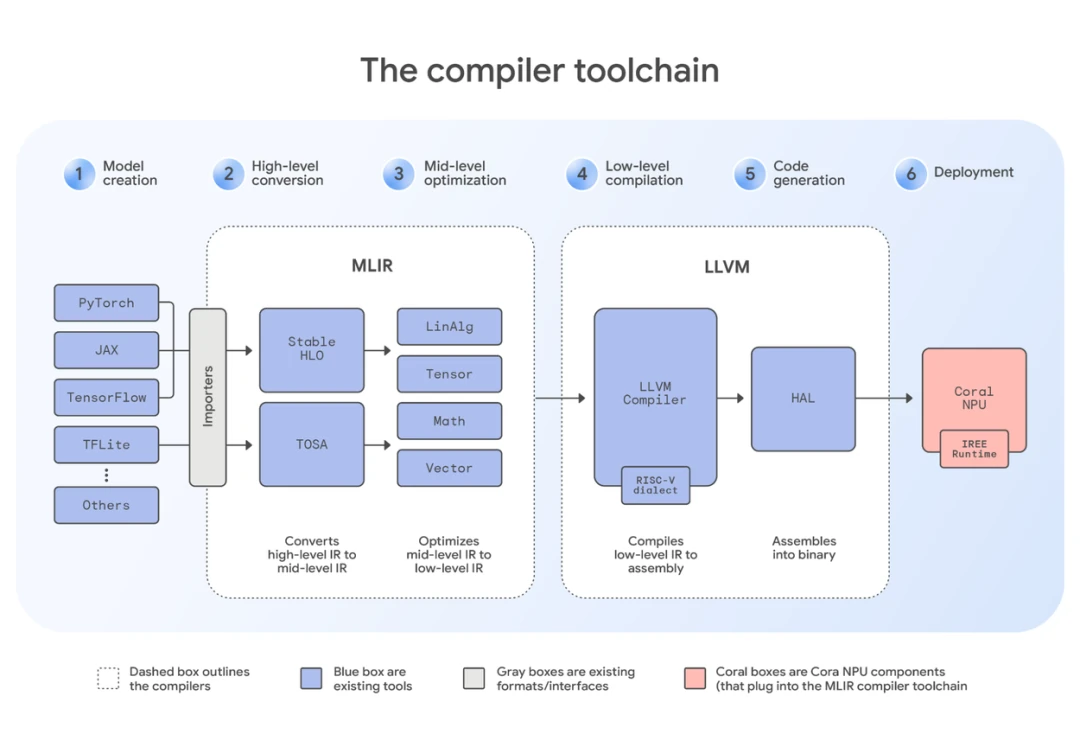 The compiler toolchain
1 Model
creation
2 High-level
conversion
3 Mid-level
optimization
4 Low-level
compilation
5 Code
generation
6 Deployment
MLIR
LLVM
PyTorch
JAX
TensorFlow
TFLite
Others
Importers
Stable
HLO
TOSA
LinAlg
Tensor
Math
Vector
LLVM
Compiler
RISC-V
dialect
HAL
Coral
NPU
IREE
Runtime
Converts
high-level IR to
mid-level IR
Optimizes
mid-level IR to
low-level IR
Compiles
low-level IR to
assembly
Assembles
into binary
Dashed box outlines
the compilers
Blue box are
existing tools
Gray boxes are existing
formats/interfaces
Coral boxes are Cora NPU components
(that plug into the MLIR compiler toolchain